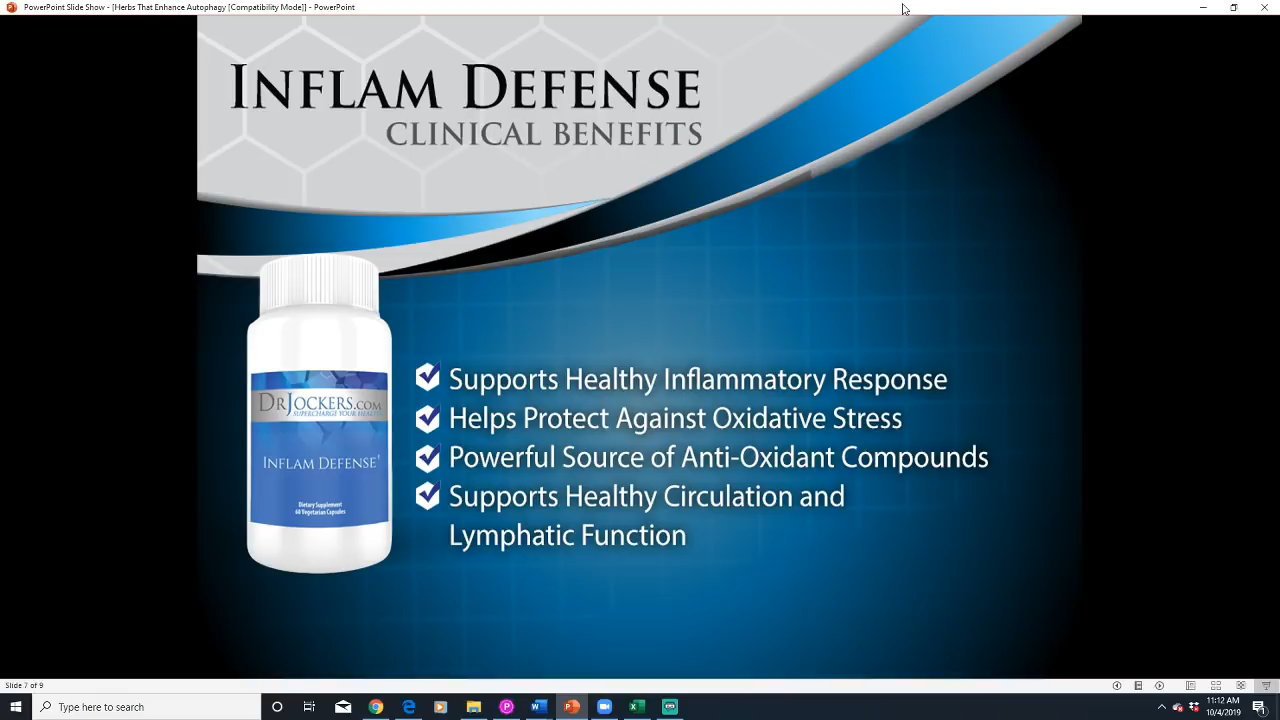 PowerPoint Slide Show - [Herbs That Enhance Autophagy [Compatibility Mode]] - PowerPoint
INFLAM DEFENSE
CLINICAL BENEFITS
DRJOCKERS.COM
SUPERCHARGE YOUR HEALTH
INFLAM DEFENSE†
Dietary Supplement
60 Vegetarian Capsules
Supports Healthy Inflammatory Response
Helps Protect Against Oxidative Stress
Powerful Source of Anti-Oxidant Compounds
Supports Healthy Circulation and
Lymphatic Function
Slide 7 of 9
Type here to search
11:12 AM
10/4/2019